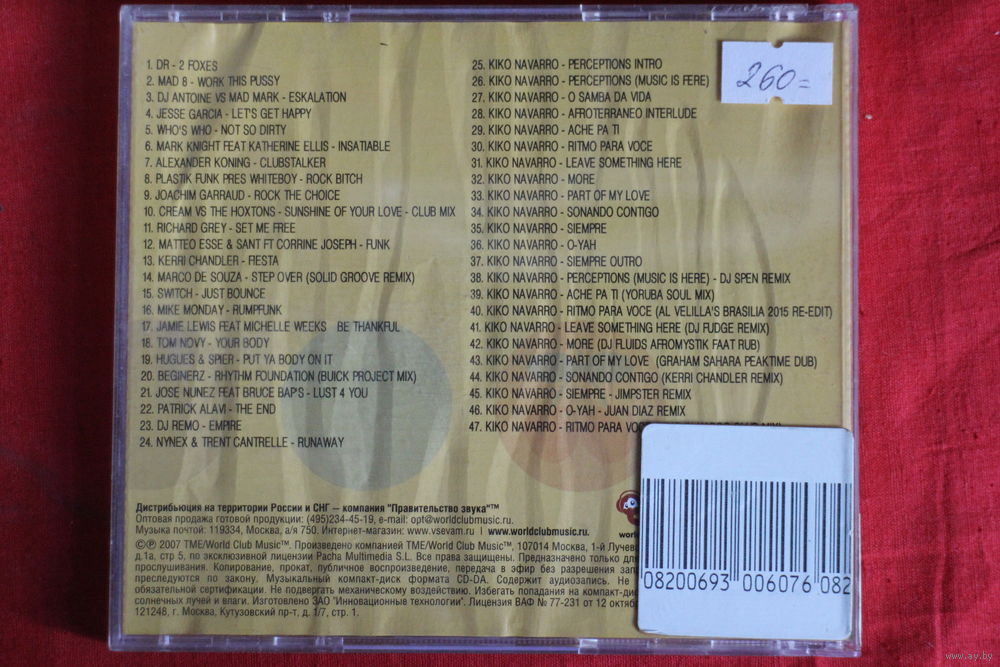 1. DR - 2 FOXES
2. MAD 8 - WORK THIS PUSSY
3. DJ ANTOINE VS MAD MARK - ESKALATION
4. JESSE GARCIA - LET'S GET HAPPY
5. WHO'S WHO - NOT SO DIRTY
6. MARK KNIGHT FEAT KATHERINE ELLIS - INSATIABLE
7. ALEXANDER KONING - CLUBSTALKER
8. PLASTIK FUNK PRES WHITEBOY - ROCK BITCH
9. JOACHIM GARRAUD - ROCK THE CHOICE
10. CREAM VS THE HOXTONS - SUNSHINE OF YOUR LOVE - CLUB MIX
11. RICHARD GREY - SET ME FREE
12. MATTEO ESSE & SANT FT CORRINE JOSEPH - FUNK
13. KERRI CHANDLER - FIESTA
14. MARCO DE SOUZA - STEP OVER (SOLID GROOVE REMIX)
15. SWITCH - JUST BOUNCE
16. MIKE MONDAY - RUMPFUNK
17. JAMIE LEWIS FEAT MICHELLE WEEKS BE THANKFUL
18. TOM NOVY - YOUR BODY
19. HUGUES & SPIER - PUT YA BODY ON IT
20. BEGINERZ - RHYTHM FOUNDATION (BUICK PROJECT MIX)
21. JOSE NUNEZ FEAT BRUCE BAP'S - LUST 4 YOU
22. PATRICK ALAVI - THE END
23. DJ REMO - EMPIRE
24. NYNEX & TRENT CANTRELLE - RUNAWAY
25. KIKO NAVARRO - PERCEPTIONS INTRO
26. KIKO NAVARRO - PERCEPTIONS (MUSIC IS FERE)
27. KIKO NAVARRO - O SAMBA DA VIDA
28. KIKO NAVARRO - AFROTERRANEO INTERLUDE
29. KIKO NAVARRO - ACHE PA TI
30. KIKO NAVARRO - RITMO PARA VOCE
31. KIKO NAVARRO - LEAVE SOMETHING HERE
32. KIKO NAVARRO - MORE
33. KIKO NAVARRO - PART OF MY LOVE
34. KIKO NAVARRO - SONANDO CONTIGO
35. KIKO NAVARRO - SIEMPRE
36. KIKO NAVARRO - O-YAH
37. KIKO NAVARRO - SIEMPRE OUTRO
38. KIKO NAVARRO - PERCEPTIONS (MUSIC IS HERE) - DJ SPEN REMIX
39. KIKO NAVARRO - ACHE PA TI (YORUBA SOUL MIX)
40. KIKO NAVARRO - RITMO PARA VOCE (AL VELILLA'S BRASILIA 2015 RE-EDIT)
41. KIKO NAVARRO - LEAVE SOMETHING HERE (DJ FUDGE REMIX)
42. KIKO NAVARRO - MORE (DJ FLUIDS AFROMYSTIK FAAT RUB)
43. KIKO NAVARRO - PART OF MY LOVE (GRAHAM SAHARA PEAKTIME DUB)
44. KIKO NAVARRO - SONANDO CONTIGO (KERRI CHANDLER REMIX)
45. KIKO NAVARRO - SIEMPRE - JIMPSTER REMIX
46. KIKO NAVARRO - O-YAH - JUAN DIAZ REMIX
47. KIKO NAVARRO - RITMO PARA VOCE
260=
Дистрибьюция на территории России и СНГ — компания "Правительство звука"™
Оптовая продажа готовой продукции: (495)234-45-19, e-mail: opt@worldclubmusic.ru.
Музыка почтой: 119334, Москва, а/я 750. Интернет-магазин: www.vsevam.ru | www.worldclubmusic.ru.
©℗ 2007 TME/World Club Music™. Произведено компанией TME/World Club Music™, 107014 Москва, 1-й Лучева
д.1а, стр 5, по эксклюзивной лицензии Pacha Multimedia S.L. Все права защищены. Предназначено только для
прослушивания. Копирование, прокат, публичное воспроизведение, передача в эфир без разрешения зап
преследуются по закону. Музыкальный компакт-диск формата CD-DA. Содержит аудиозапись. Не
обязательной сертификации. Не подвергать механическому воздействию. Избегать попадания на компакт-дис
солнечных лучей и влаги. Изготовлено ЗАО "Инновационные технологии". Лицензия ВАФ № 77-231 от 12 октяб
121248, г. Москва, Кутузовский пр-т, д. 1/7, стр. 1.
worl
08200693 006076 082
www.ay.by